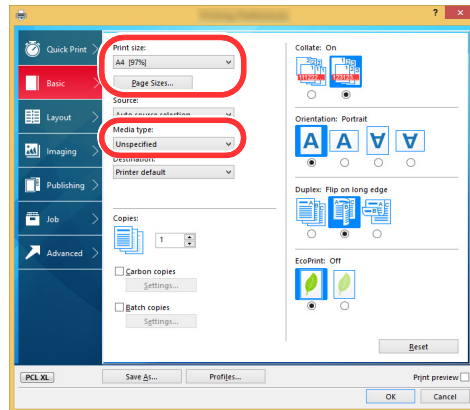 ? x
Quick Print >
Basic >
Layout >
Imaging >
Publishing >
Job >
Advanced >
Print size:
A4 [97%]
Page Sizes...
Source:
Auto source selection
Media type:
Unspecified
Destination:
Printer default
Copies:
1
Carbon copies
Settings...
Batch copies
Settings...
Collate: On
111222... 123123...
Orientation: Portrait
A A A A
Duplex: Flip on long edge
EcoPrint: Off
Reset
PCL XL
Save As...
Profiles...
Print preview
OK
Cancel